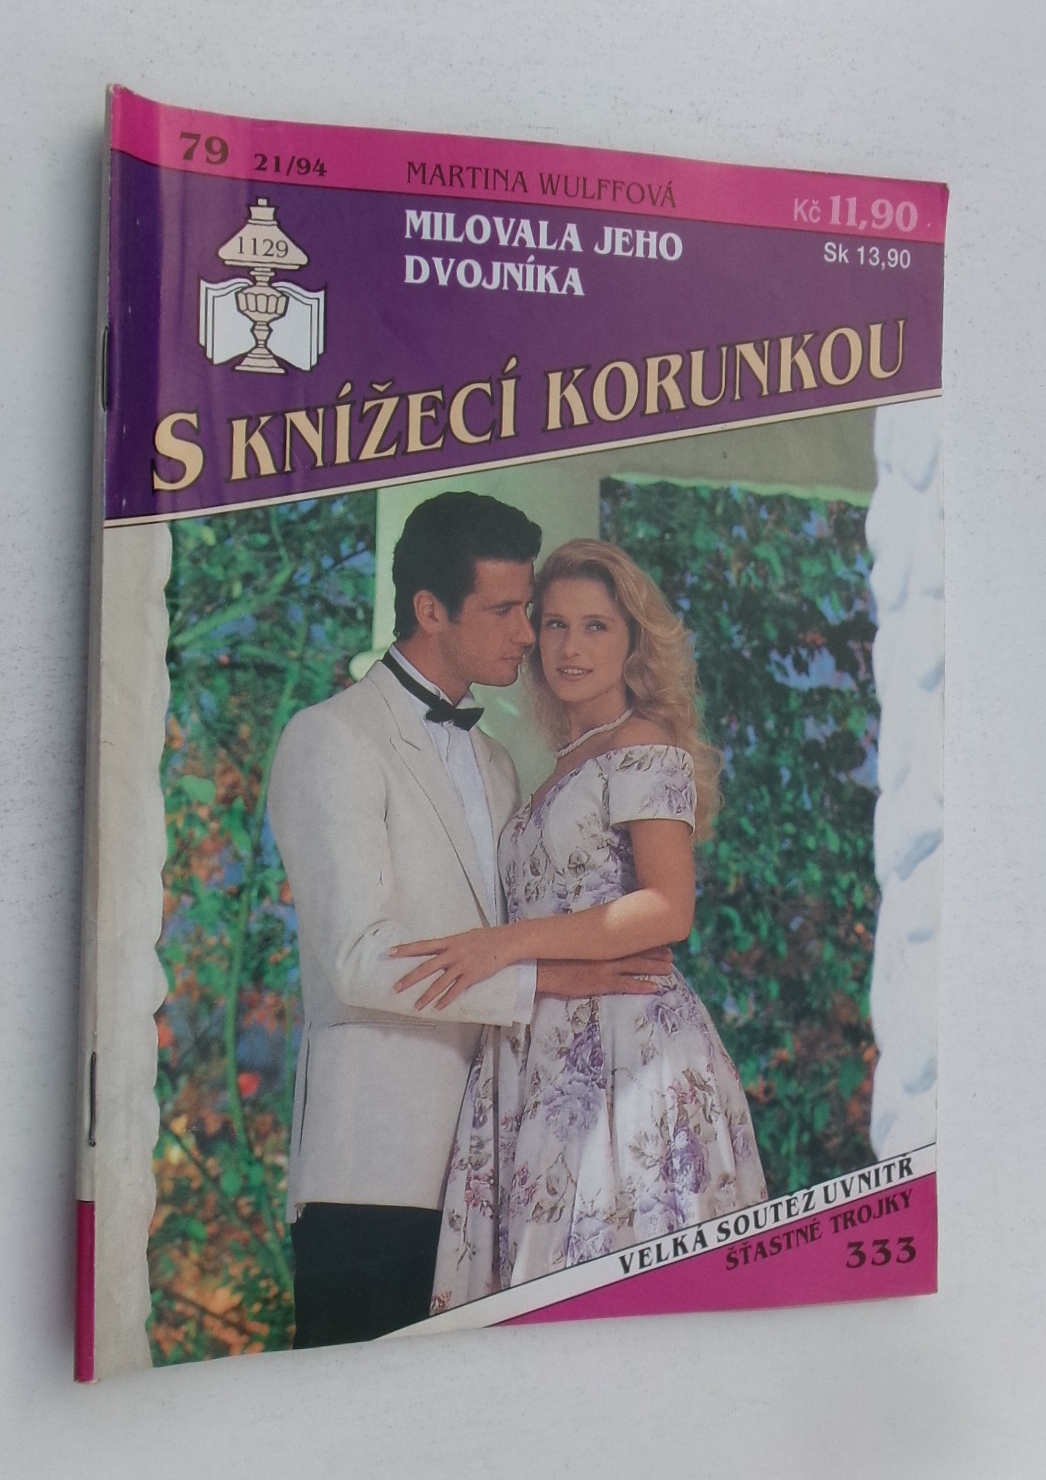 79 21/94 MARTINA WULFFOVÁ Kč 11,90
MILOVALA JEHO
DVOJNÍKA
Sk 13,90
1129
S KNÍŽECÍ KORUNKOU
VELKÁ SOUTĚŽ UVNITŘ
ŠŤASTNÉ TROJKY
333